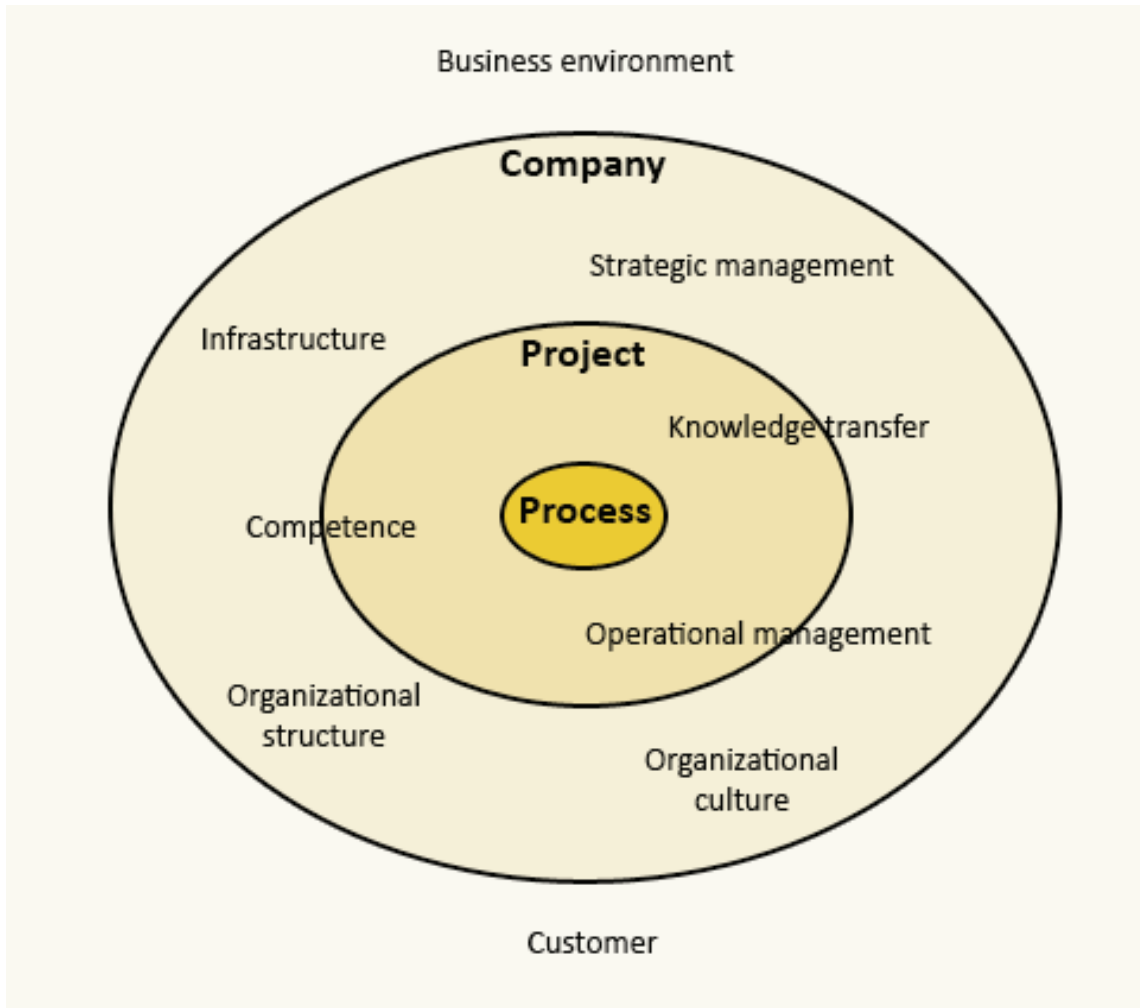 Business environment
Company
Strategic management
Infrastructure
Project
Knowledge transfer
Process
Competence
Operational management
Organizational
structure
Organizational
culture
Customer